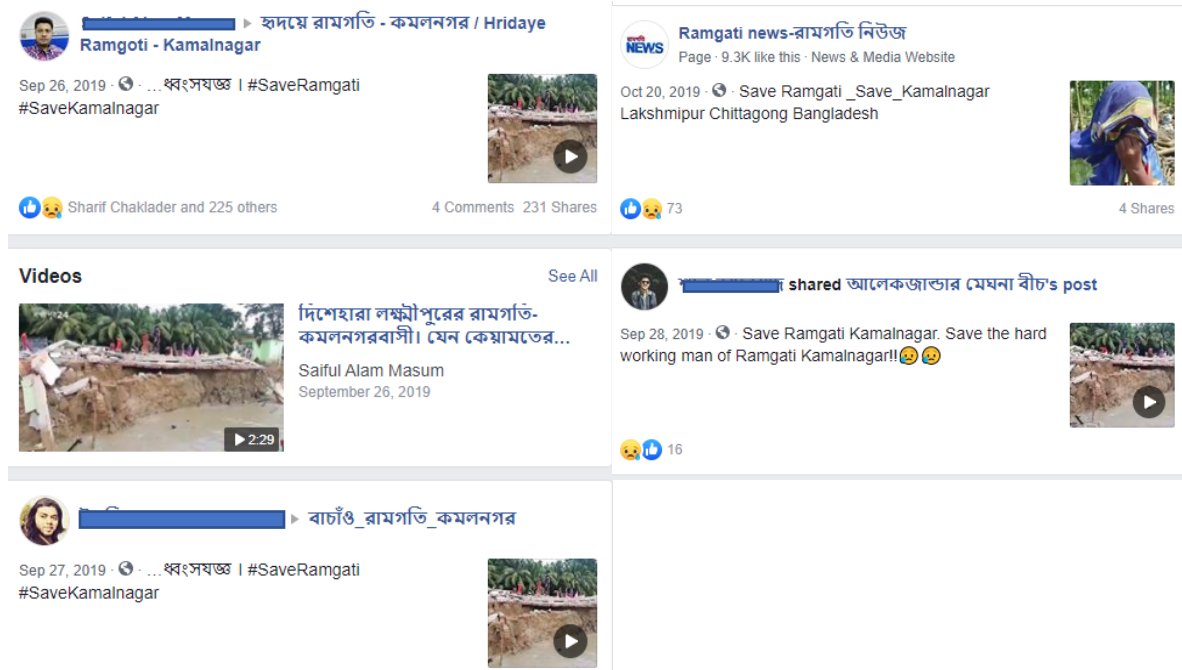 হৃদয়ে রামগতি - কমলনগর / Hridaye
Ramgoti - Kamalnagar
Sep 26, 2019 · · ...ধ্বংসযজ্ঞ । #SaveRamgati
#SaveKamalnagar
Sharif Chaklader and 225 others
4 Comments 231 Shares
Videos
See All
দিশেহারা লক্ষ্মীপুরের রামগতি-
কমলনগরবাসী। যেন কেয়ামতের...
Saiful Alam Masum
September 26, 2019
2:29
বাচাঁও_রামগতি_কমলনগর
Sep 27, 2019 · · ...ধ্বংসযজ্ঞ । #SaveRamgati
#SaveKamalnagar
রামগতি
NEWS
Ramgati news-রামগতি নিউজ
Page · 9.3K like this · News & Media Website
Oct 20, 2019 · · Save Ramgati _Save_Kamalnagar
Lakshmipur Chittagong Bangladesh
73
4 Shares
shared আলেকজান্ডার মেঘনা বীচ's post
Sep 28, 2019 · · Save Ramgati Kamalnagar. Save the hard
working man of Ramgati Kamalnagar!!😥😥
16